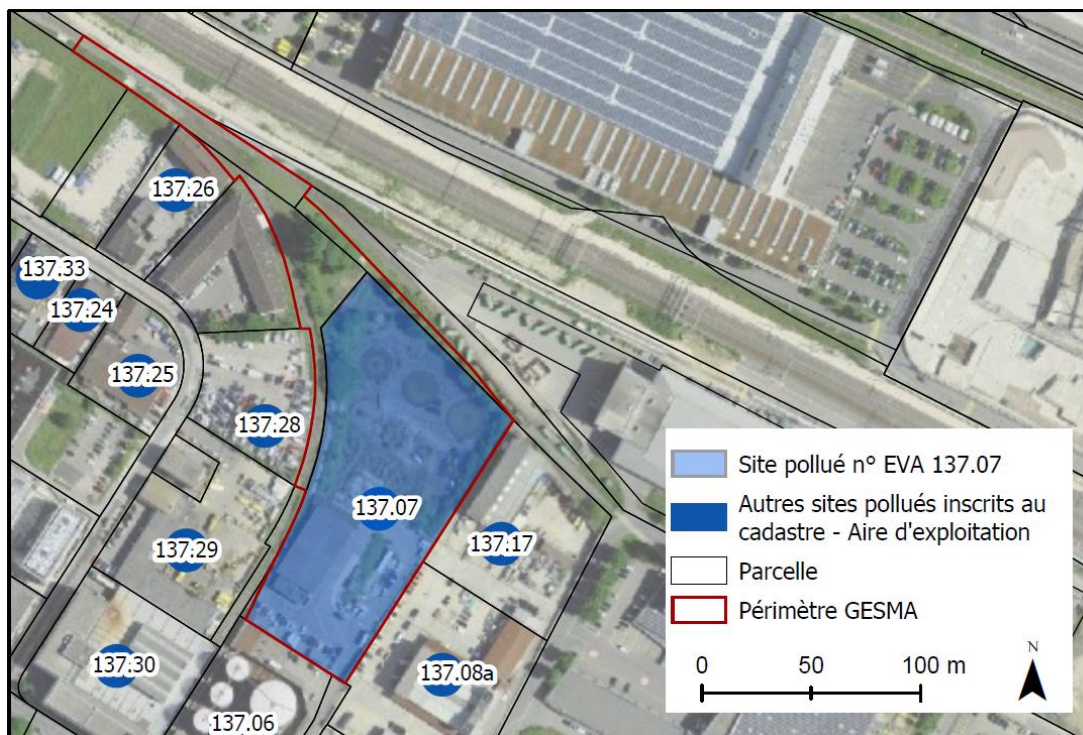 137.26
137.33
137.24
137.25
137.28
137.07
137.29
137.17
137.30
137.08a
137.06
Site pollué n° EVA 137.07
Autres sites pollués inscrits au
cadastre - Aire d'exploitation
Parcelle
Périmètre GESMA
N
0 50 100 m